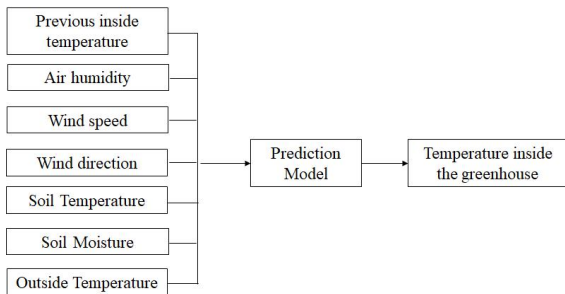 Previous inside
temperature
Air humidity
Wind speed
Wind direction
Soil Temperature
Soil Moisture
Outside Temperature
Prediction
Model
Temperature inside
the greenhouse